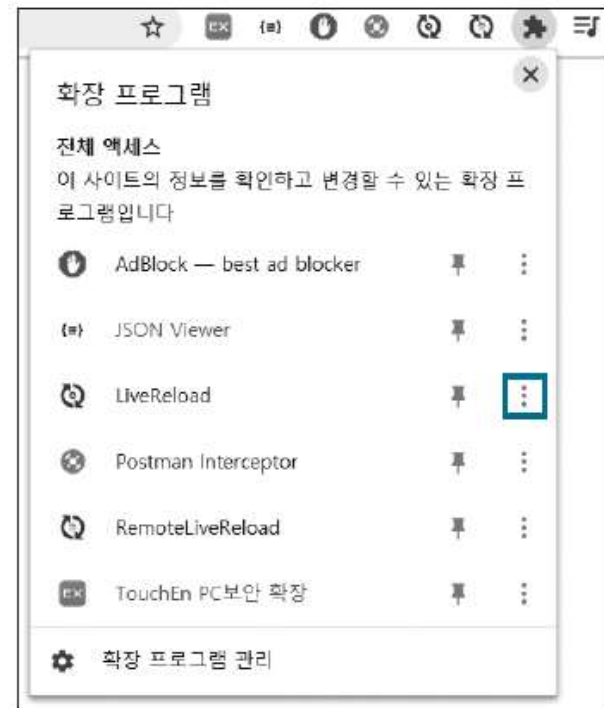 확장 프로그램
전체 액세스
이 사이트의 정보를 확인하고 변경할 수 있는 확장 프
로그램입니다
AdBlock — best ad blocker
{≡} JSON Viewer
LiveReload
Postman Interceptor
RemoteLiveReload
EX TouchEn PC보안 확장
확장 프로그램 관리